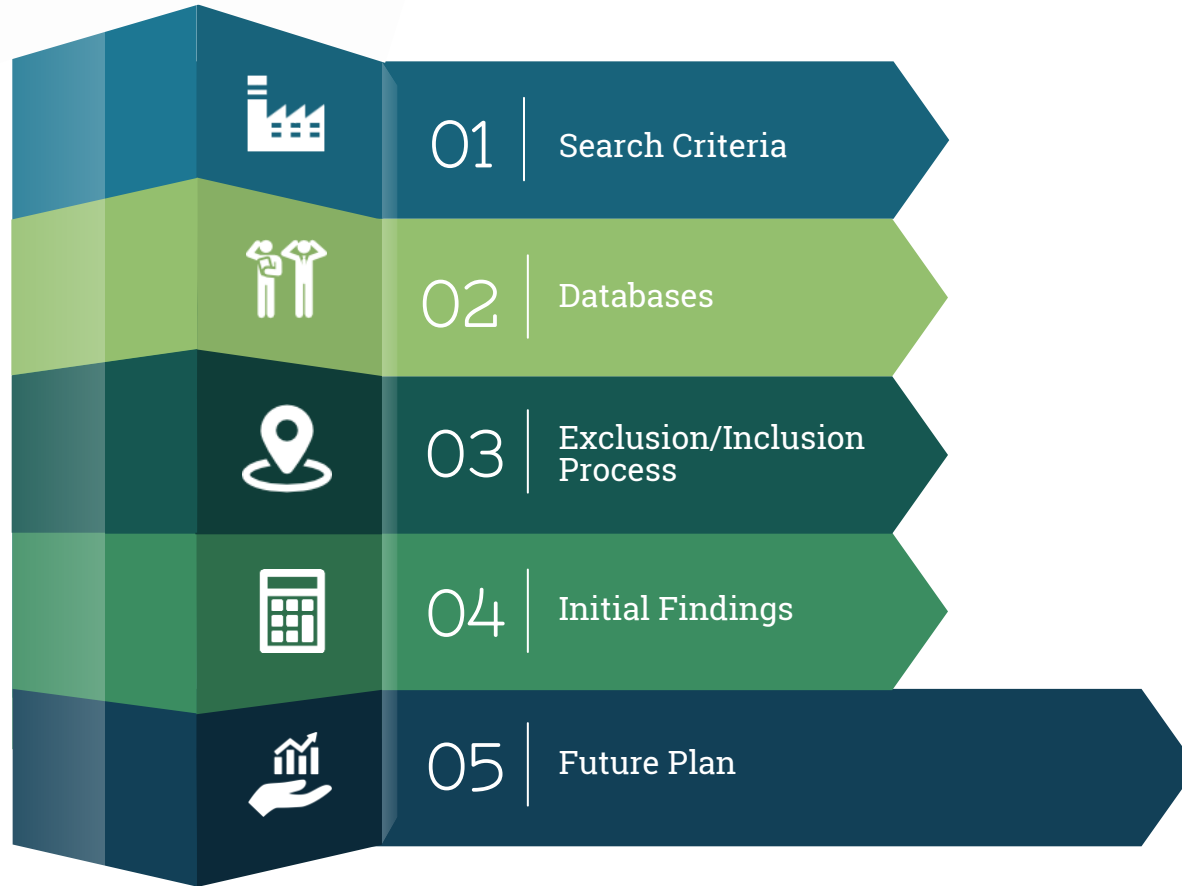 01
Search Criteria
02
Databases
03
Exclusion/Inclusion
Process
04
Initial Findings
05
Future Plan